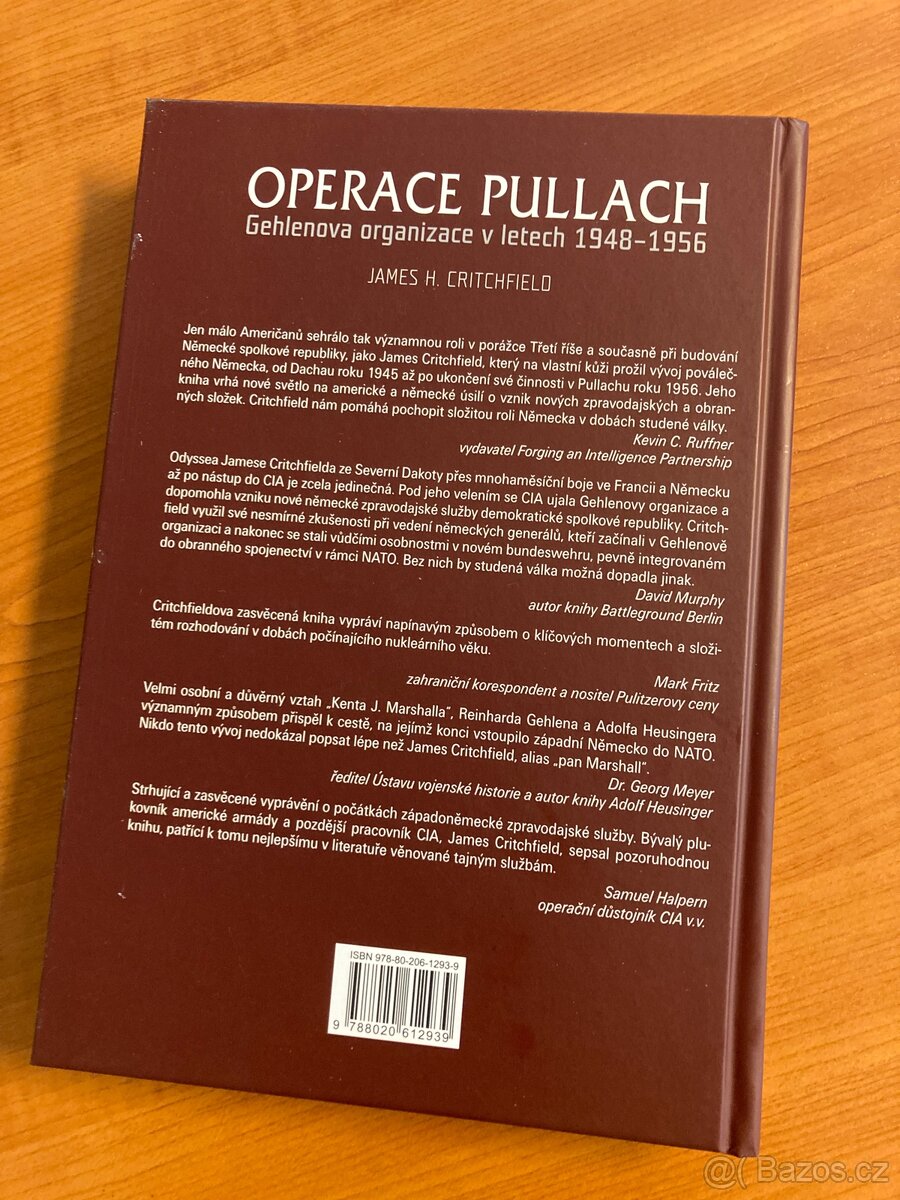 OPERACE PULLACH
Gehlenova organizace v letech 1948–1956
JAMES H. CRITCHFIELD
Jen málo Američanů sehrálo tak významnou roli v porážce Třetí říše a současně při budování
Německé spolkové republiky, jako James Critchfield, který na vlastní kůži prožil vývoj pováleč-
ného Německa, od Dachau roku 1945 až po ukončení své činnosti v Pullachu roku 1956. Jeho
kniha vrhá nové světlo na americké a německé úsilí o vznik nových zpravodajských a obran-
ných složek. Critchfield nám pomáhá pochopit složitou roli Německa v dobách studené války.
Kevin C. Ruffner
vydavatel Forging an Intelligence Partnership
Odyssea Jamese Critchfielda ze Severní Dakoty přes mnohaměsíční boje ve Francii a Německu
až po nástup do CIA je zcela jedinečná. Pod jeho velením se CIA ujala Gehlenovy organizace a
dopomohla vzniku nové německé zpravodajské služby demokratické spolkové republiky. Critch-
field využil své nesmírné zkušenosti při vedení německých generálů, kteří začínali v Gehlenově
organizaci a nakonec se stali vůdčími osobnostmi v novém bundeswehru, pevně integrovaném
do obranného spojenectví v rámci NATO. Bez nich by studená válka možná dopadla jinak.
David Murphy
autor knihy Battleground Berlin
Critchfieldova zasvěcená kniha vypráví napínavým způsobem o klíčových momentech a složi-
tém rozhodování v dobách počínajícího nukleárního věku.
Mark Fritz
zahraniční korespondent a nositel Pulitzerovy ceny
Velmi osobní a důvěrný vztah „Kenta J. Marshalla", Reinharda Gehlena a Adolfa Heusingera
významným způsobem přispěl k cestě, na jejímž konci vstoupilo západní Německo do NATO.
Nikdo tento vývoj nedokázal popsat lépe než James Critchfield, alias „pan Marshall".
Dr. Georg Meyer
ředitel Ústavu vojenské historie a autor knihy Adolf Heusinger
Strhující a zasvěcené vyprávění o počátkách západoněmecké zpravodajské služby. Bývalý plu-
kovník americké armády a pozdější pracovník CIA, James Critchfield, sepsal pozoruhodnou
knihu, patřící k tomu nejlepšímu v literatuře věnované tajným službám.
Samuel Halpern
operační důstojník CIA v.v.
ISBN 978-80-206-1293-9
9 788020 612939
@( Bazos.cz